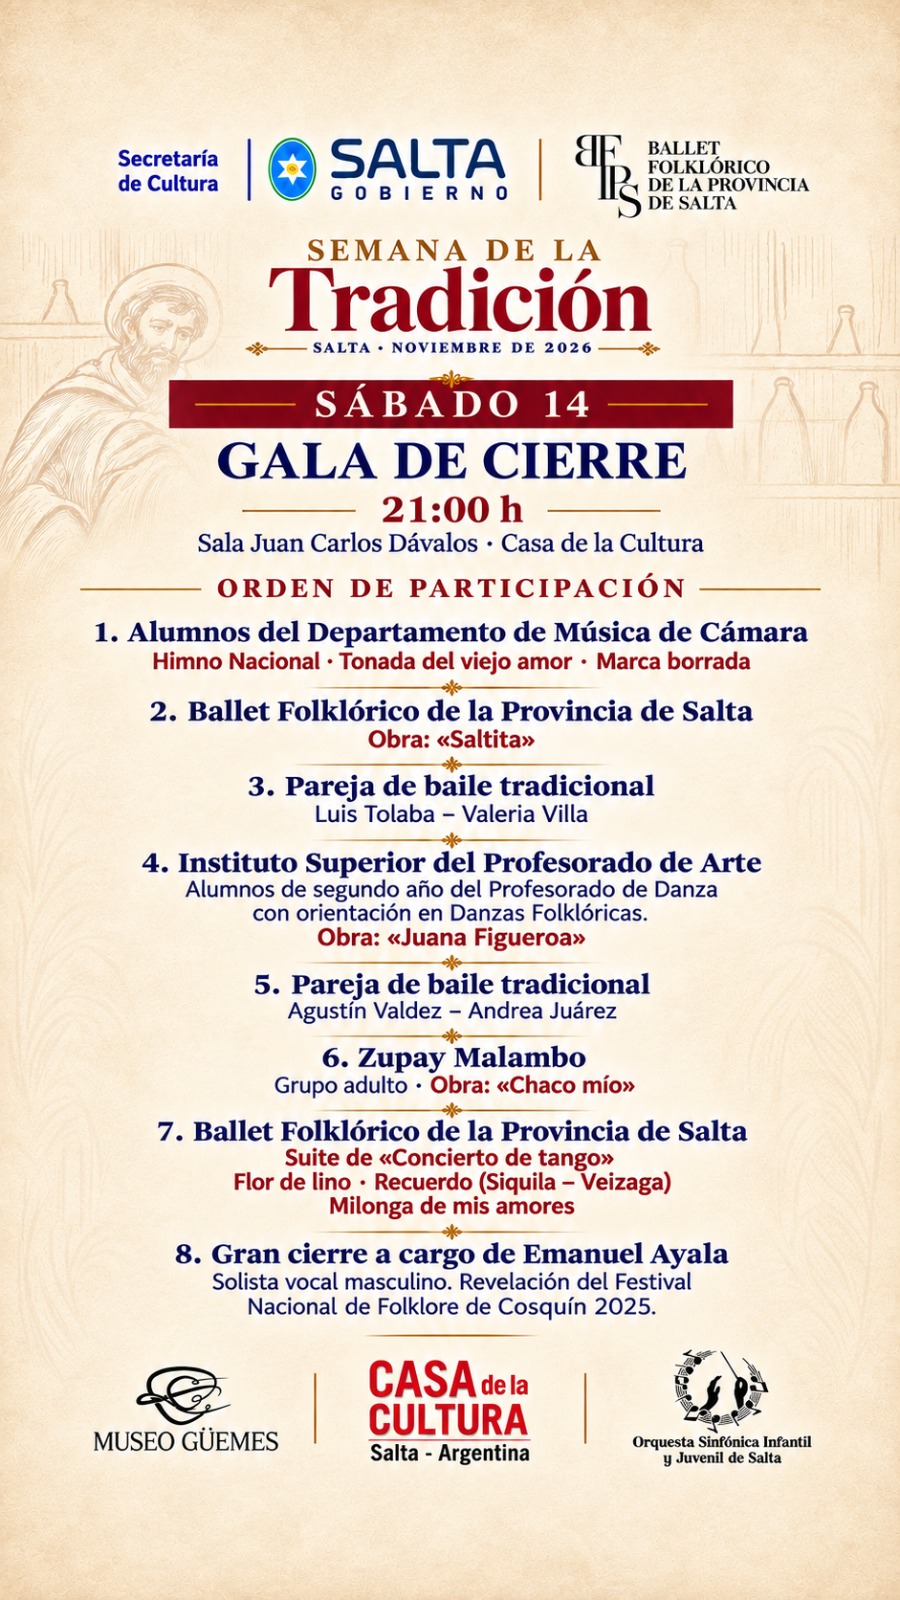 Secretaría
de Cultura
SALTA
GOBIERNO
BFPS
BALLET
FOLKLÓRICO
DE LA PROVINCIA
DE SALTA
SEMANA DE LA
Tradición
SALTA • NOVIEMBRE DE 2026
SÁBADO 14
GALA DE CIERRE
21:00 h
Sala Juan Carlos Dávalos · Casa de la Cultura
ORDEN DE PARTICIPACIÓN
1. Alumnos del Departamento de Música de Cámara
Himno Nacional · Tonada del viejo amor · Marca borrada
2. Ballet Folklórico de la Provincia de Salta
Obra: «Saltita»
3. Pareja de baile tradicional
Luis Tolaba – Valeria Villa
4. Instituto Superior del Profesorado de Arte
Alumnos de segundo año del Profesorado de Danza
con orientación en Danzas Folklóricas.
Obra: «Juana Figueroa»
5. Pareja de baile tradicional
Agustín Valdez – Andrea Juárez
6. Zupay Malambo
Grupo adulto · Obra: «Chaco mío»
7. Ballet Folklórico de la Provincia de Salta
Suite de «Concierto de tango»
Flor de lino · Recuerdo (Siquila – Veizaga)
Milonga de mis amores
8. Gran cierre a cargo de Emanuel Ayala
Solista vocal masculino. Revelación del Festival
Nacional de Folklore de Cosquín 2025.
MUSEO GÜEMES
CASA de la
CULTURA
Salta - Argentina
Orquesta Sinfónica Infantil
y Juvenil de Salta